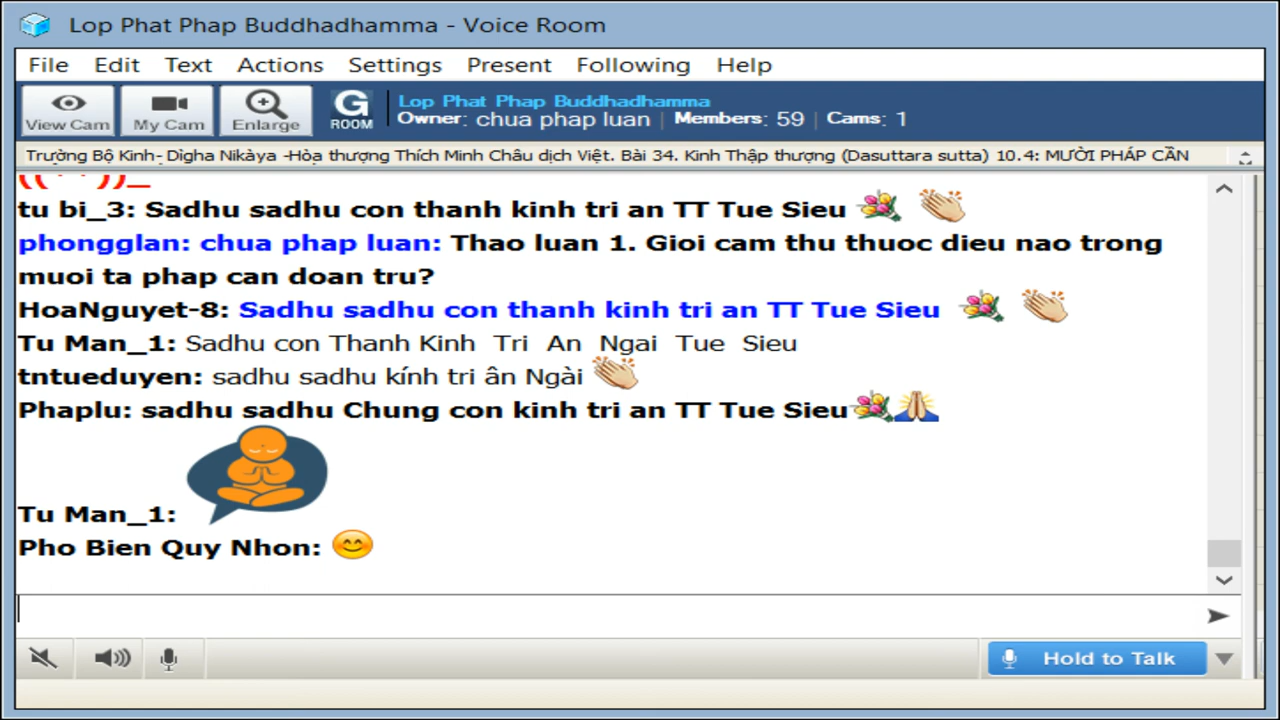 Lop Phat Phap Buddhadhamma - Voice Room
File Edit Text Actions Settings Present Following Help
View Cam My Cam Enlarge G ROOM
Lop Phat Phap Buddhadhamma
Owner: chua phap luan | Members: 59 | Cams: 1
Trường Bộ Kinh- Dìgha Nikàya -Hòa thượng Thích Minh Châu dịch Việt. Bài 34. Kinh Thập thượng (Dasuttara sutta) 10.4: MƯỜI PHÁP CẦN
tu bi_3: Sadhu sadhu con thanh kinh tri an TT Tue Sieu
phongglan: chua phap luan: Thao luan 1. Gioi cam thu thuoc dieu nao trong
muoi ta phap can doan tru?
HoaNguyet-8: Sadhu sadhu con thanh kinh tri an TT Tue Sieu
Tu Man_1: Sadhu con Thanh Kinh Tri An Ngai Tue Sieu
tntueduyen: sadhu sadhu kính tri ân Ngài
Phaplu: sadhu sadhu Chung con kinh tri an TT Tue Sieu
Tu Man_1:
Pho Bien Quy Nhon:
Hold to Talk